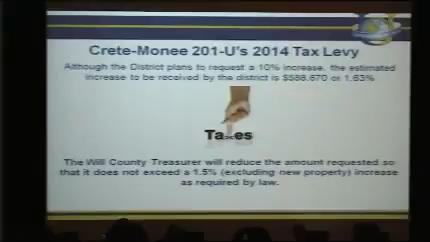 Crete-Monee 201-U's 2014 Tax Levy
Although the District plans to request a 10% increase, the estimated
increase to be received by the district is $588,670 or 1.63%
Taxes
The Will County Treasurer will reduce the amount requested so
that it does not exceed a 1.5% (excluding new property) increase
as required by law.